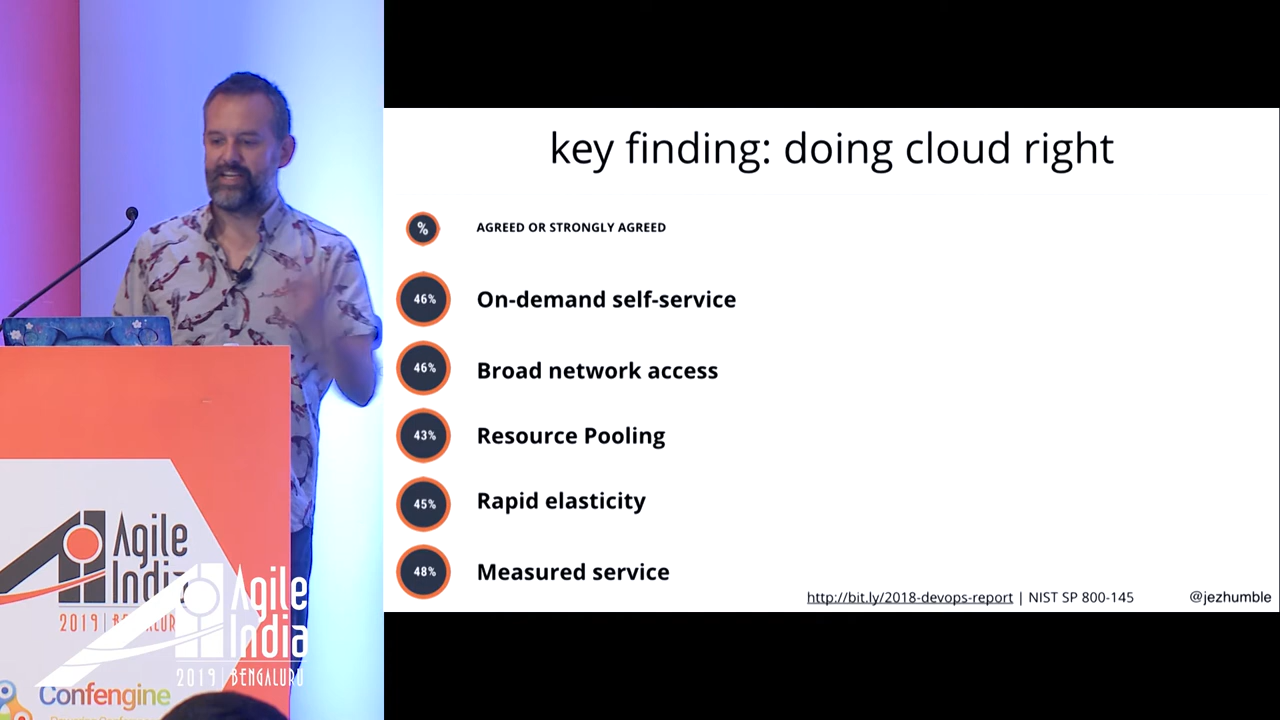 key finding: doing cloud right
% AGREED OR STRONGLY AGREED
46% On-demand self-service
46% Broad network access
43% Resource Pooling
45% Rapid elasticity
48% Measured service
http://bit.ly/2018-devops-report | NIST SP 800-145
@jezhumble
Agile
India
2019
Agile
India
2019 | BENGALURU
Confengine